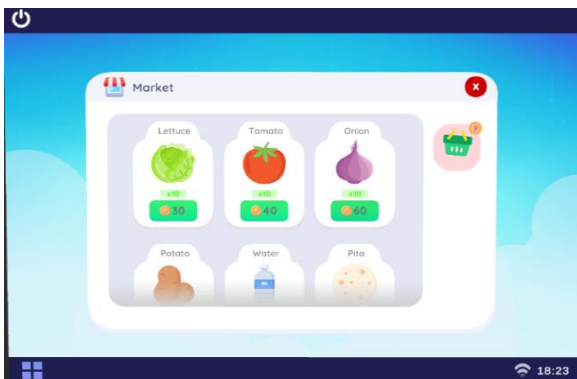 Market
Lettuce Tomato Onion
x10 x10 x10
30 40 60
Potato Water Pita
18:23